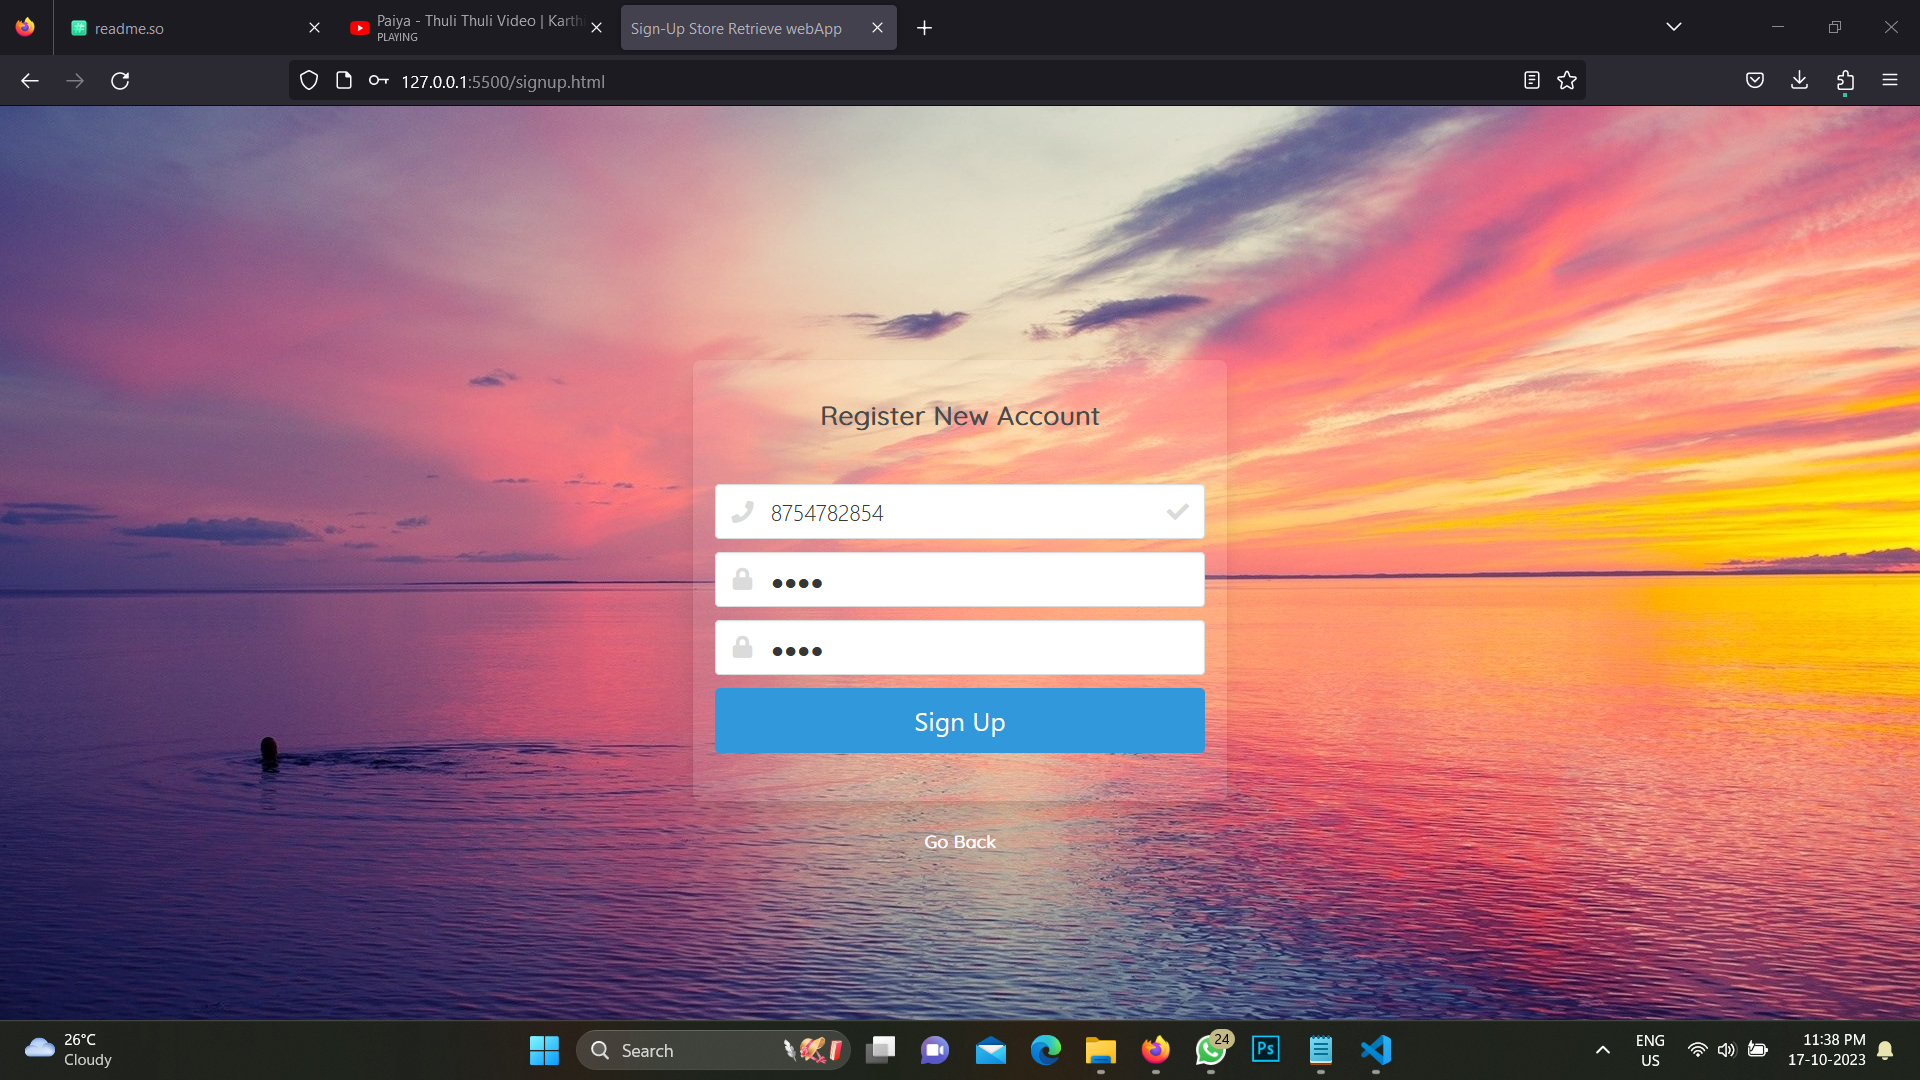 readme.so
Paiya - Thuli Thuli Video | Karthi
PLAYING
Sign-Up Store Retrieve webApp
127.0.0.1:5500/signup.html
Register New Account
8754782854
••••
••••
Sign Up
Go Back
26°C
Cloudy
Search
24
Ps
ENG
US
11:38 PM
17-10-2023